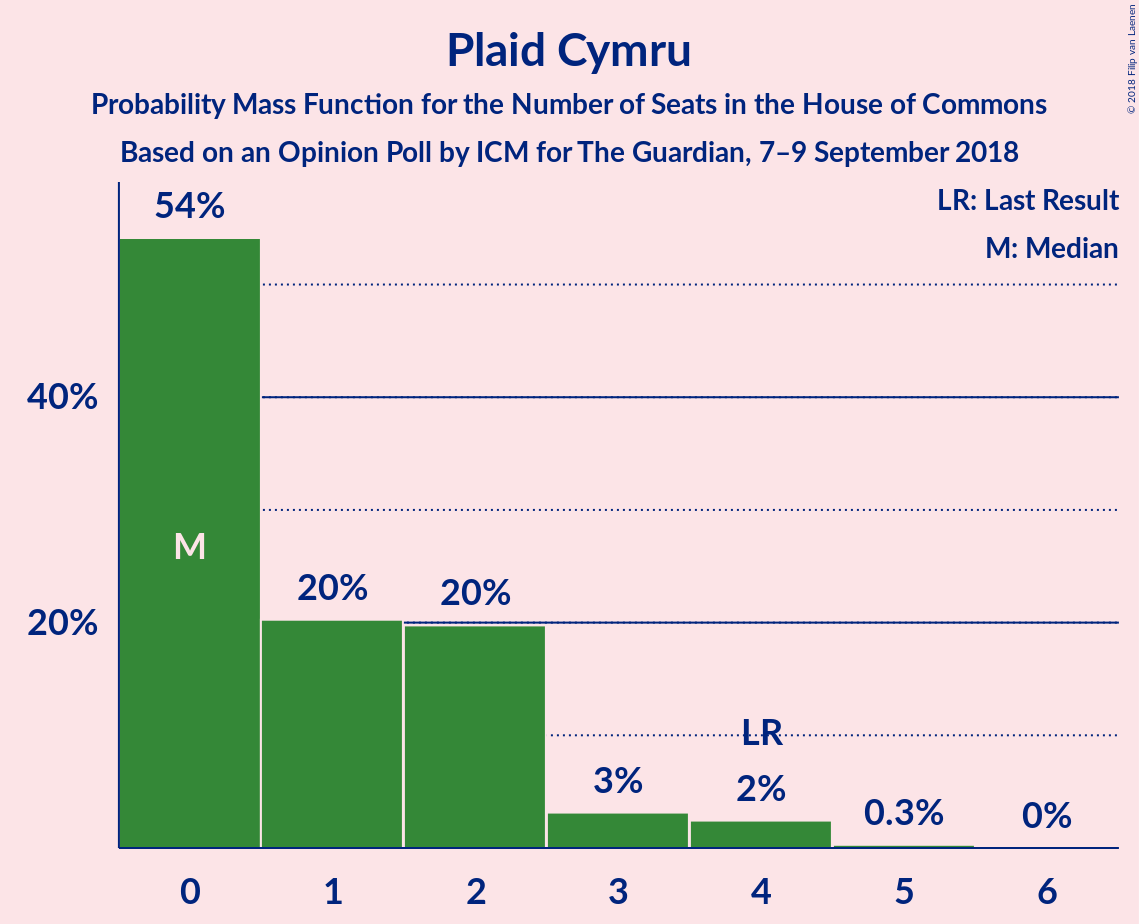 Plaid Cymru
Probability Mass Function for the Number of Seats in the House of Commons
Based on an Opinion Poll by ICM for The Guardian, 7–9 September 2018
© 2018 Filip van Laenen
LR: Last Result
M: Median
54%
40%
M
20%
20%
20%
LR
3%
2%
0.3%
0%
0 1 2 3 4 5 6